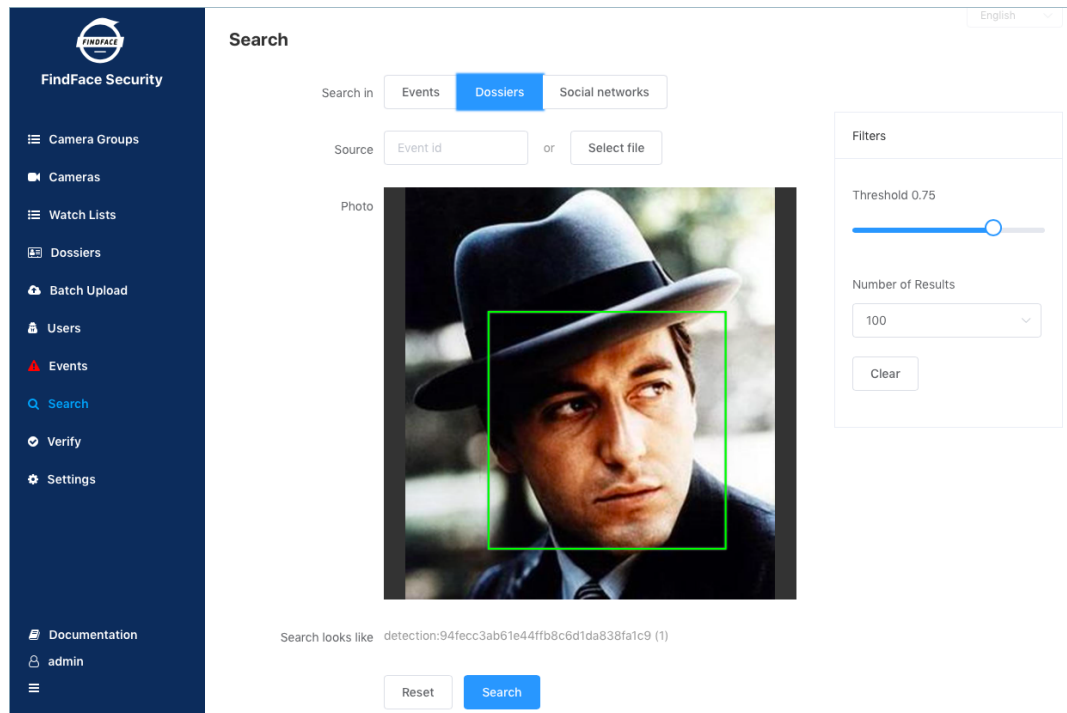 English
FINDFACE
FindFace Security
Camera Groups
Cameras
Watch Lists
Dossiers
Batch Upload
Users
Events
Search
Verify
Settings
Documentation
admin
Search
Search in Events Dossiers Social networks
Source Event id or Select file
Photo
Search looks like detection:94fecc3ab61e44ffb8c6d1da838fa1c9 (1)
Reset Search
Filters
Threshold 0.75
Number of Results
100
Clear